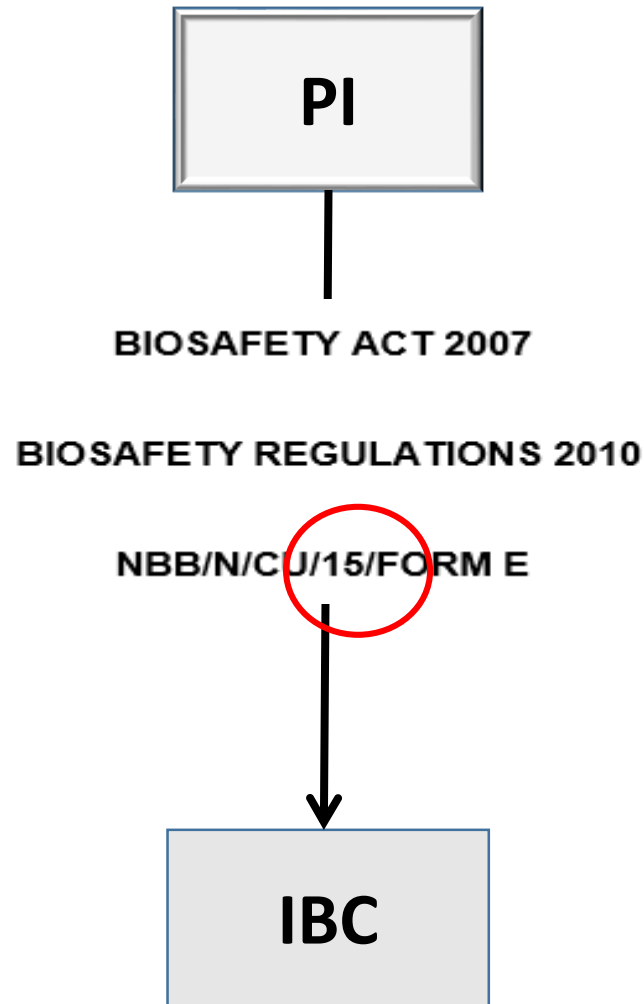 PI
BIOSAFETY ACT 2007
BIOSAFETY REGULATIONS 2010
NBB/N/CU/15/FORM E
IBC